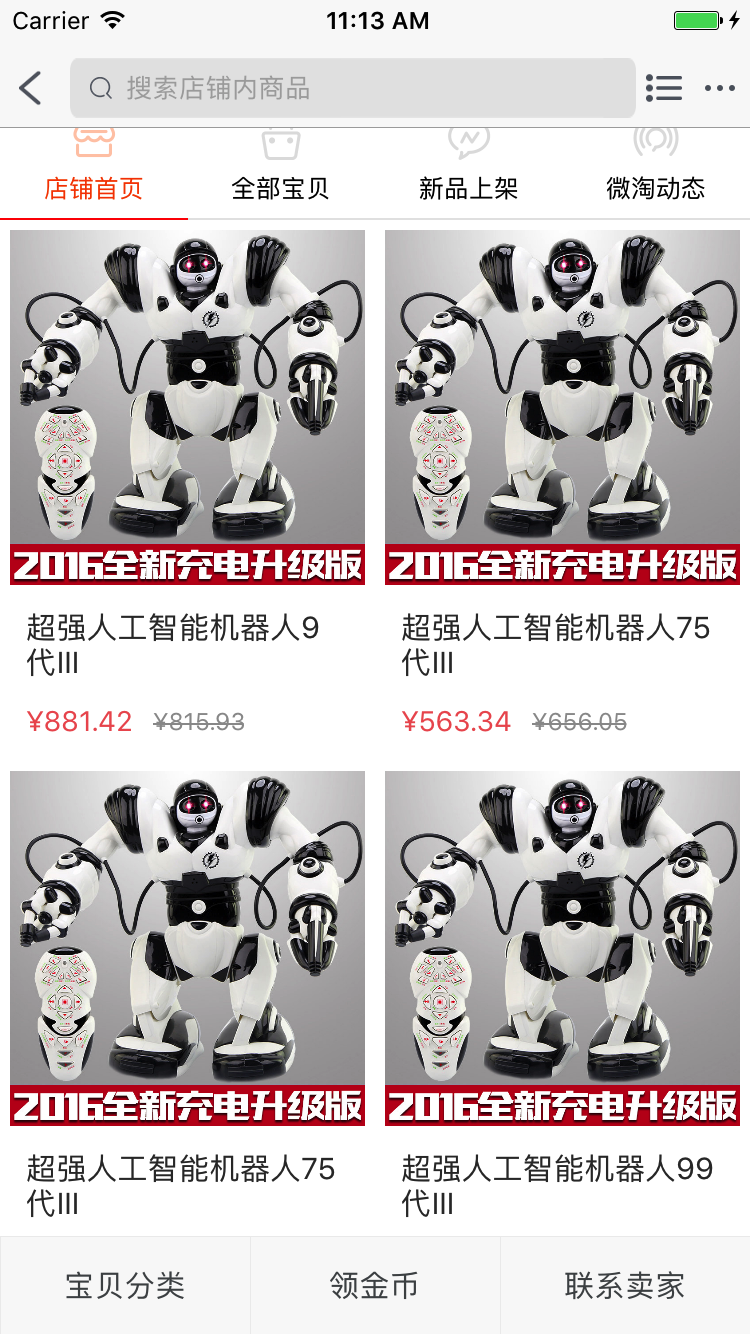 Carrier 11:13 AM
搜索店铺内商品
店铺首页 全部宝贝 新品上架 微淘动态
2016全新充电升级版 2016全新充电升级版
超强人工智能机器人9 超强人工智能机器人75
代III 代III
¥881.42 ¥815.93 ¥563.34 ¥656.05
2016全新充电升级版 2016全新充电升级版
超强人工智能机器人75 超强人工智能机器人99
代III 代III
宝贝分类 领金币 联系卖家